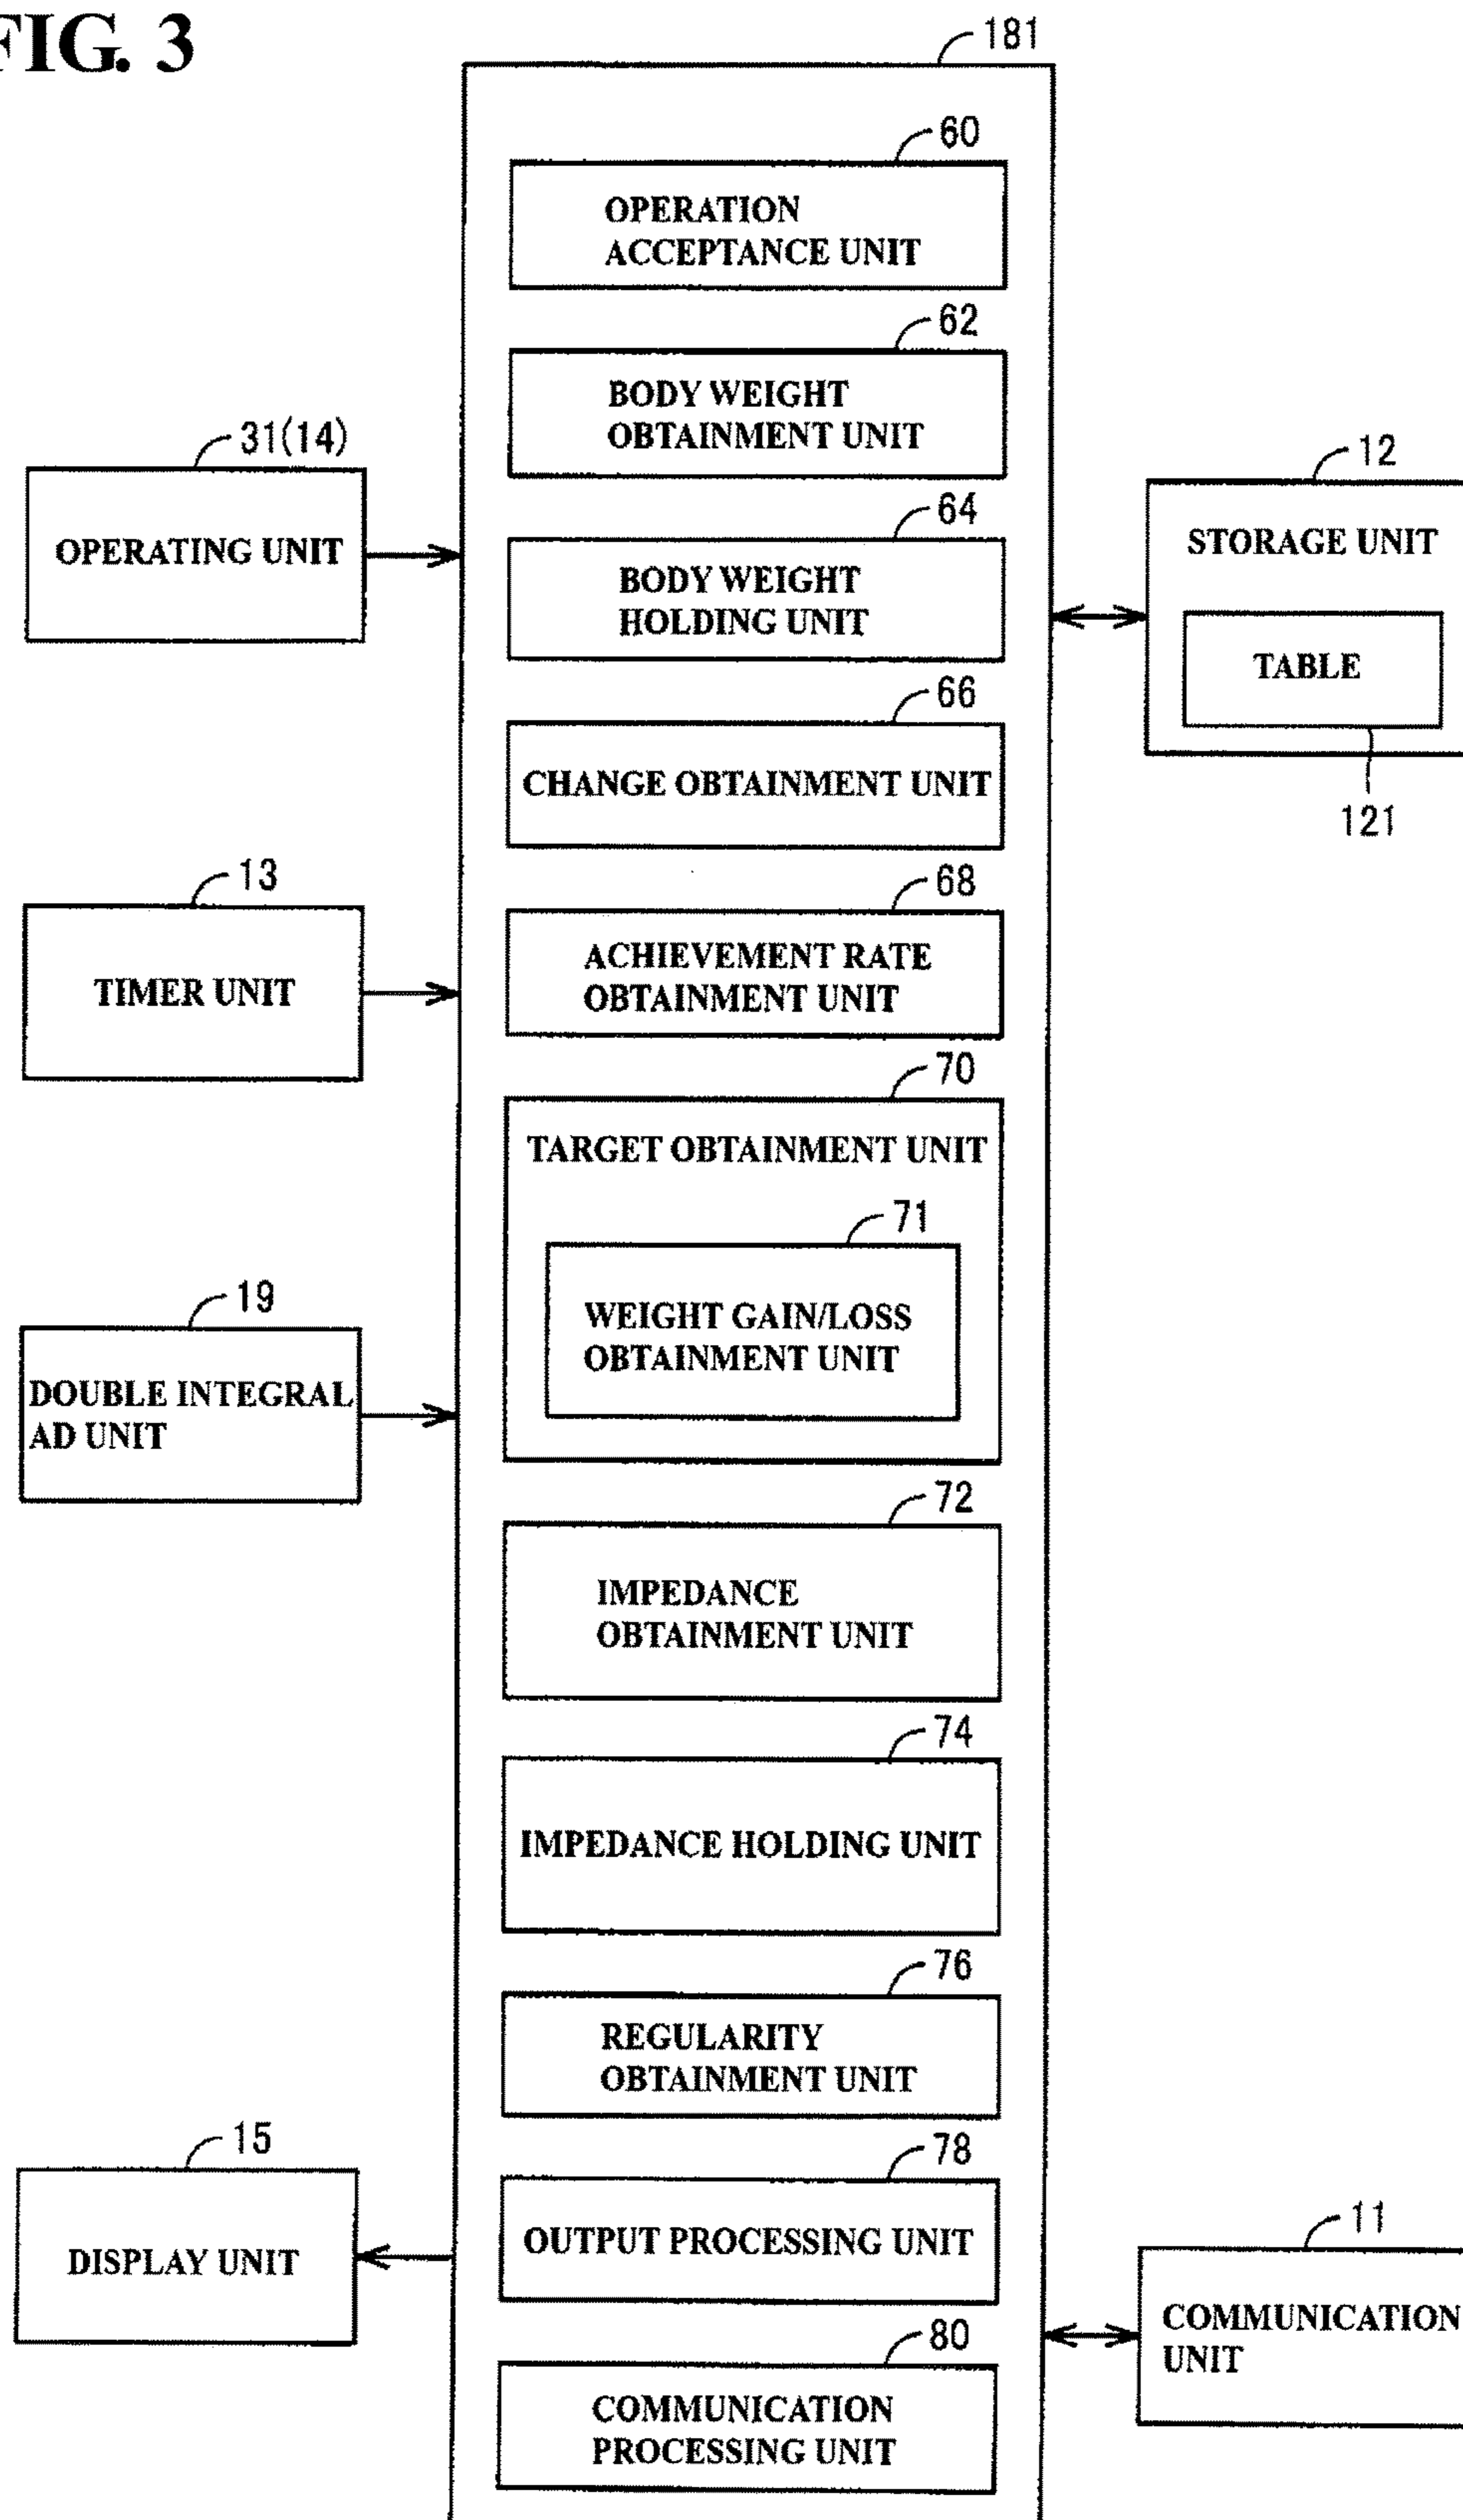 FIG. 3
181
60
OPERATION
ACCEPTANCE UNIT
62
BODY WEIGHT
OBTAINMENT UNIT
31(14)
OPERATING UNIT
12
STORAGE UNIT
TABLE
121
64
BODY WEIGHT
HOLDING UNIT
66
CHANGE OBTAINMENT UNIT
13
TIMER UNIT
68
ACHIEVEMENT RATE
OBTAINMENT UNIT
70
TARGET OBTAINMENT UNIT
71
WEIGHT GAIN/LOSS
OBTAINMENT UNIT
19
DOUBLE INTEGRAL
AD UNIT
72
IMPEDANCE
OBTAINMENT UNIT
74
IMPEDANCE HOLDING UNIT
76
REGULARITY
OBTAINMENT UNIT
15
DISPLAY UNIT
78
OUTPUT PROCESSING UNIT
11
COMMUNICATION
UNIT
80
COMMUNICATION
PROCESSING UNIT